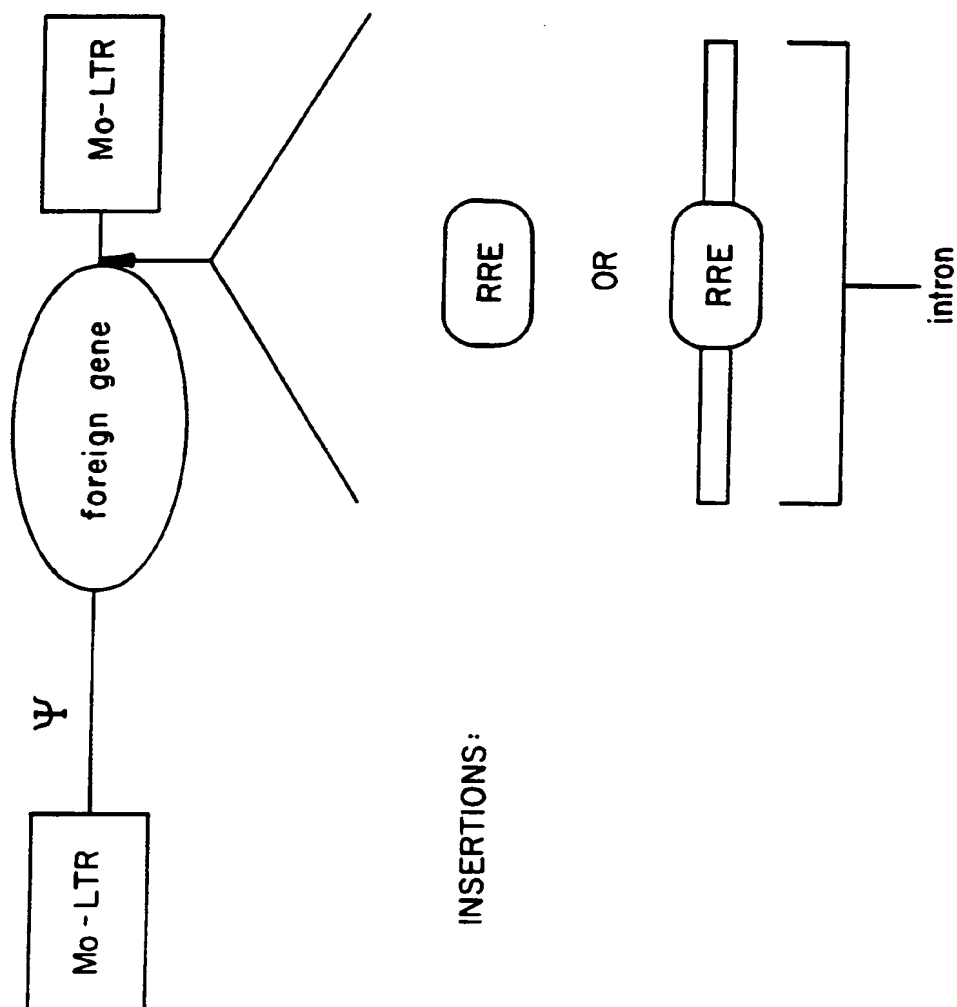 Mo-LTR
Ψ
foreign gene
Mo-LTR
INSERTIONS:
RRE
OR
RRE
intron